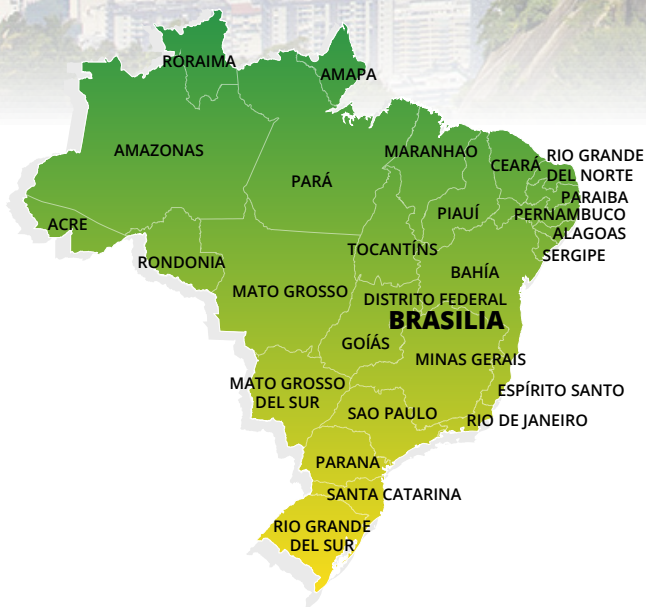 RORAIMA
AMAPA
AMAZONAS
PARÁ
MARANHAO
CEARÁ
RIO GRANDE
DEL NORTE
PARAIBA
PERNAMBUCO
ALAGOAS
SERGIPE
PIAUÍ
ACRE
TOCANTÍNS
RONDONIA
BAHÍA
MATO GROSSO
DISTRITO FEDERAL
BRASILIA
GOÍÁS
MINAS GERAIS
MATO GROSSO
DEL SUR
ESPÍRITO SANTO
SAO PAULO
RIO DE JANEIRO
PARANA
SANTA CATARINA
RIO GRANDE
DEL SUR